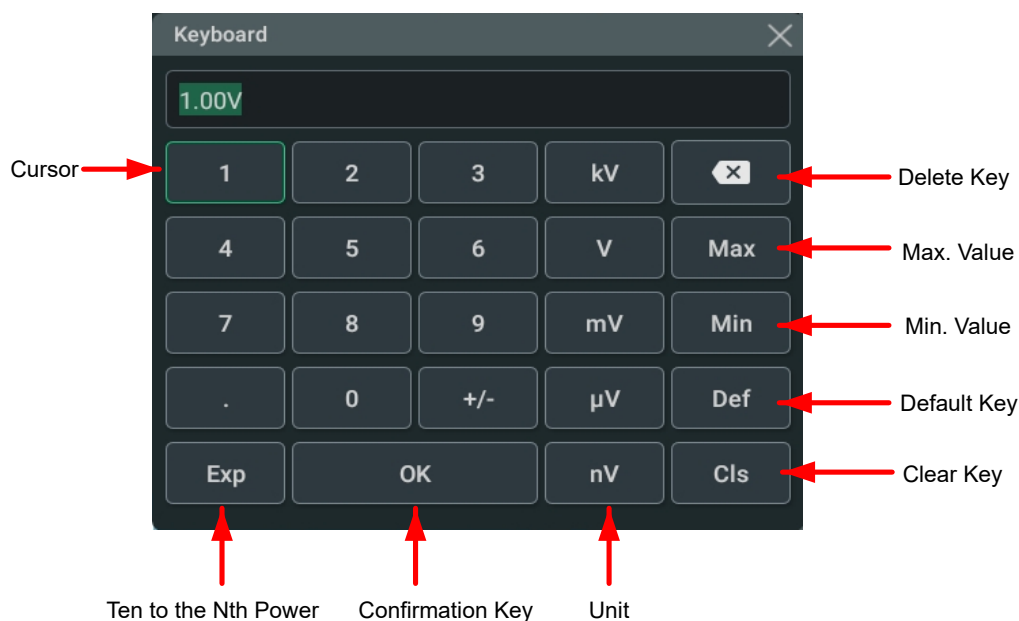 Keyboard
1.00V
Cursor 1 2 3 kV Delete Key
4 5 6 V Max Max. Value
7 8 9 mV Min Min. Value
. 0 +/- µV Def Default Key
Exp OK nV Cls Clear Key
Ten to the Nth Power Confirmation Key Unit